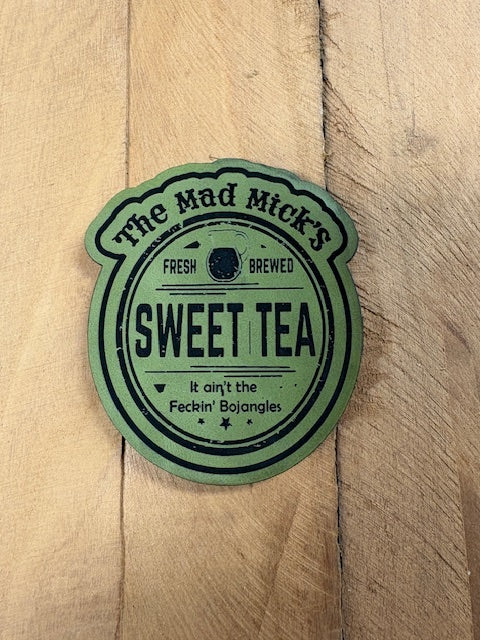 The Mad Mick's
FRESH BREWED
SWEET TEA
It ain't the
Feckin' Bojangles